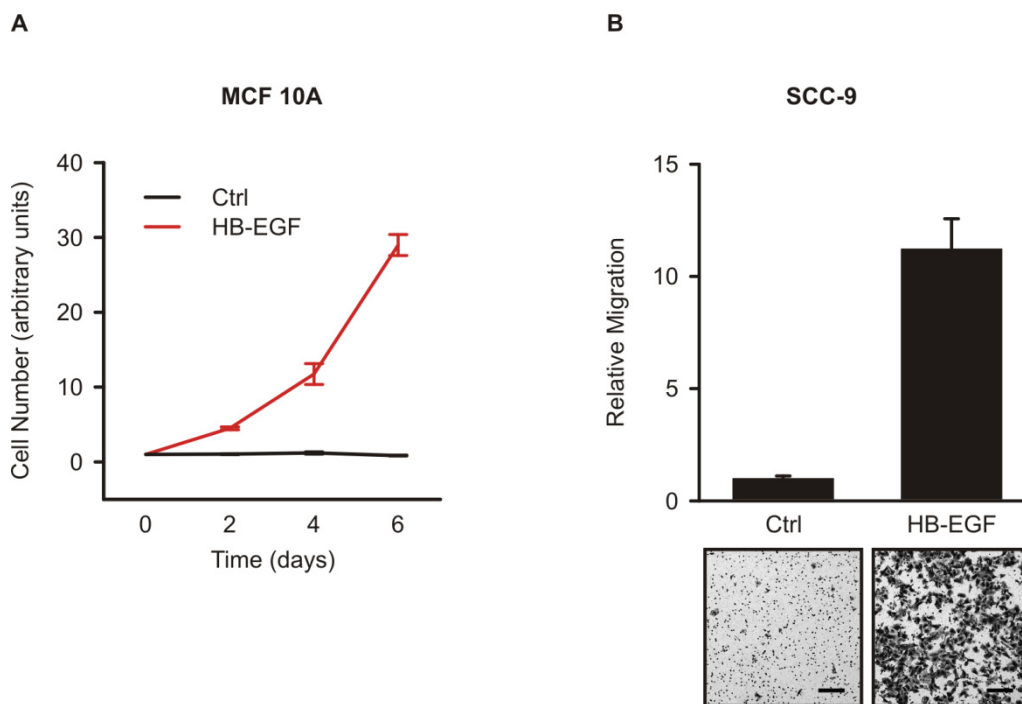 A
MCF 10A
Cell Number (arbitrary units)
40
30
20
10
0
Ctrl
HB-EGF
0 2 4 6
Time (days)
B
SCC-9
Relative Migration
15
10
5
0
Ctrl HB-EGF